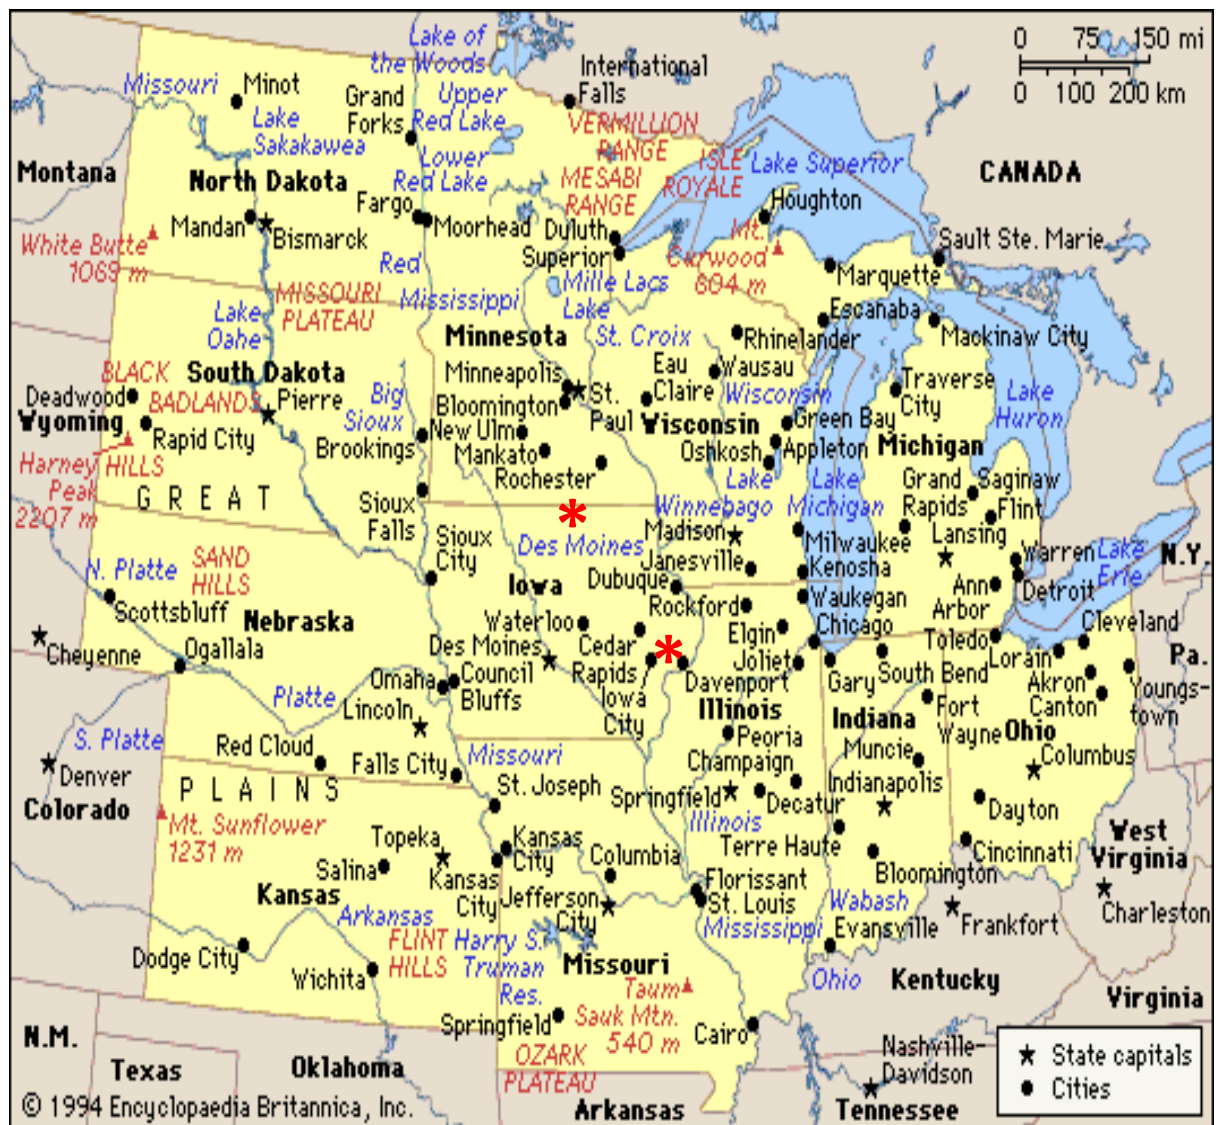 Lake of
the Woods
International
Falls
0 75 150 mi
0 100 200 km
Missouri
Minot
Grand
Forks
Upper
Red Lake
Lake
Sakakawea
VERMILLION
RANGE
Lower
Red Lake
MESABI
RANGE
ISLE
ROYALE
Lake Superior
CANADA
Montana
North Dakota
Fargo
Moorhead
Mandan
Bismarck
Duluth
Superior
Houghton
Mt.
Curwood
604 m
Sault Ste. Marie
Marquette
White Butte
1069 m
Red
Mille Lacs
Lake
MISSOURI
PLATEAU
Mississippi
Escanaba
Mackinaw City
Lake
Oahe
Minnesota
St. Croix
Rhinelander
BLACK
HILLS
South Dakota
Minneapolis
St.
Paul
Eau
Claire
Wausau
Traverse
City
Lake
Huron
Deadwood
BADLANDS
Pierre
Big
Sioux
Bloomington
Wisconsin
Wisconsin
Green Bay
Wyoming
Rapid City
Brookings
New Ulm
Mankato
Oshkosh
Appleton
Michigan
Harney
Peak
2207 m
Rochester
Lake
Winnebago
Lake
Michigan
Grand
Rapids
Saginaw
Flint
GREAT
Sioux
Falls
*
Madison
Lansing
Sioux
City
Des Moines
Janesville
Milwaukee
Warren
Lake
Erie
N.Y.
N. Platte
SAND
HILLS
Iowa
Dubuque
Kenosha
Ann
Arbor
Detroit
Scottsbluff
Nebraska
Waterloo
Rockford
Waukegan
Chicago
Toledo
Cleveland
Cheyenne
Ogallala
Des Moines
Cedar
Rapids
*
Elgin
Joliet
Lorain
Pa.
Omaha
Council
Bluffs
Iowa
City
Davenport
Gary
South Bend
Akron
Canton
Youngs-
town
Platte
Lincoln
Illinois
Indiana
Fort
Wayne
Ohio
S. Platte
Red Cloud
Falls City
Missouri
Peoria
Muncie
Columbus
Denver
Champaign
Indianapolis
PLAINS
St. Joseph
Springfield
Decatur
Dayton
Colorado
Mt. Sunflower
1231 m
Topeka
Kansas
City
Columbia
Illinois
Terre Haute
Cincinnati
West
Virginia
Salina
Kansas
City
Florissant
St. Louis
Bloomington
Kansas
Arkansas
Jefferson
City
Wabash
Charleston
FLINT
HILLS
Harry S.
Truman
Res.
Mississippi
Evansville
Frankfort
Dodge City
Wichita
Missouri
Taum
Sauk Mtn.
540 m
Ohio
Kentucky
Virginia
Springfield
Cairo
N.M.
Texas
Oklahoma
OZARK
PLATEAU
Nashville-
Davidson
State capitals
Cities
© 1994 Encyclopaedia Britannica, Inc.
Arkansas
Tennessee